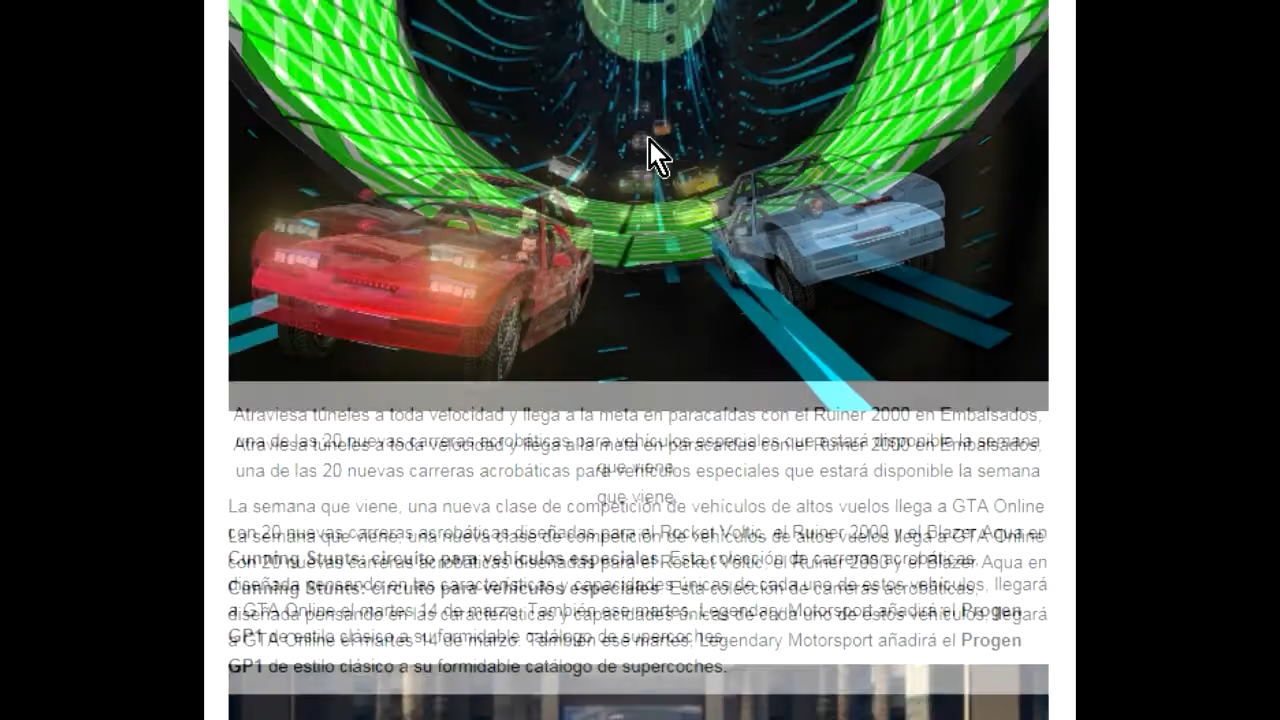 Atraviesa túneles a toda velocidad y llega a la meta en paracaídas con el Ruiner 2000 en Embalsados,
una de las 20 nuevas carreras acrobáticas para vehículos especiales que estará disponible la semana
que viene.
La semana que viene, una nueva clase de competición de vehículos de altos vuelos llega a GTA Online
con 20 nuevas carreras acrobáticas diseñadas para el Rocket Voltic, el Ruiner 2000 y el Blazer Aqua en
Cunning Stunts: circuito para vehículos especiales. Esta colección de carreras acrobáticas,
diseñada pensando en las características y capacidades únicas de cada uno de estos vehículos, llegará
a GTA Online el martes 14 de marzo. También ese martes, Legendary Motorsport añadirá el Progen
GP1 de estilo clásico a su formidable catálogo de supercoches.